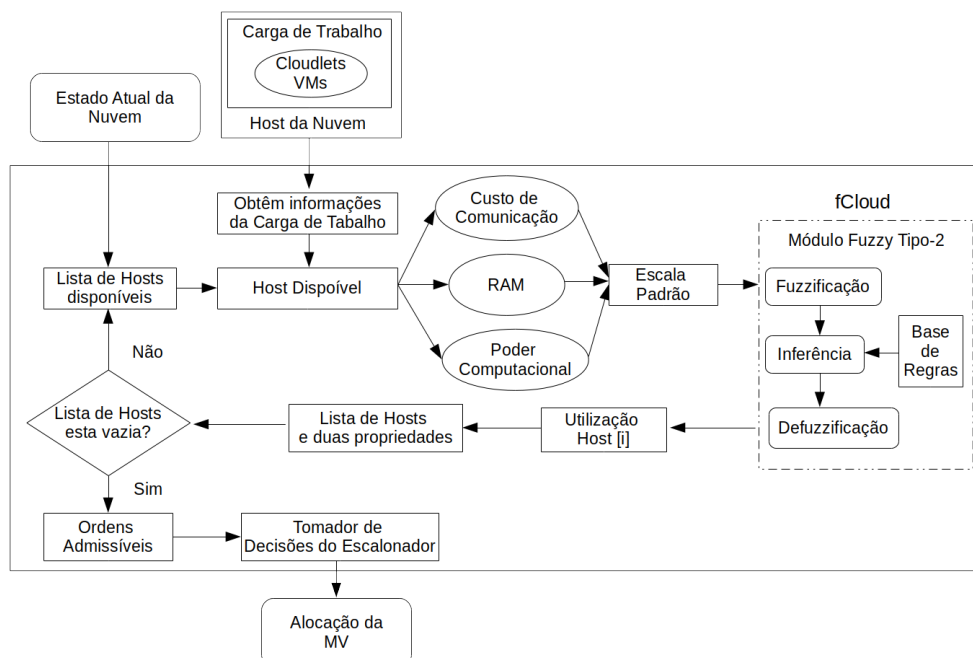 Carga de Trabalho
Cloudlets
VMs
Host da Nuvem
Estado Atual da
Nuvem
Obtêm informações
da Carga de Tabalho
Lista de Hosts
disponíveis
Host Dispoível
Custo de
Comunicação
RAM
Poder
Computacional
Escala
Padrão
fCloud
Módulo Fuzzy Tipo-2
Fuzzificação
Inferência
Base
de
Regras
Defuzzificação
Utilização
Host [i]
Lista de Hosts
e duas propriedades
Não
Lista de Hosts
esta vazia?
Sim
Ordens
Admissíveis
Tomador de
Decisões do Escalonador
Alocação da
MV